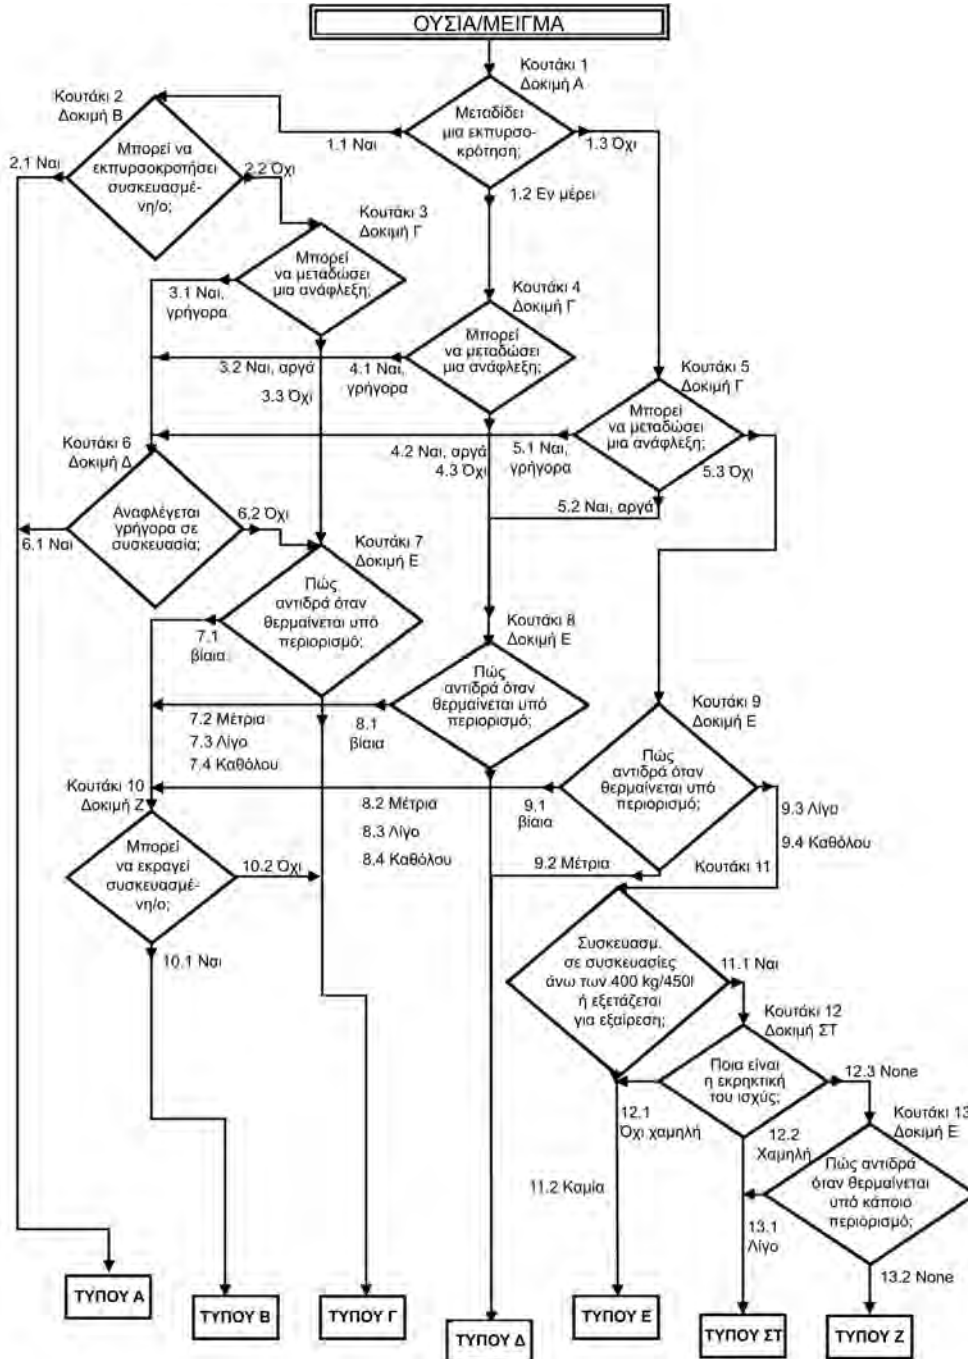 ΟΥΣΙΑ/ΜΕΙΓΜΑ
Κουτάκι 1
Δοκιμή Α
Μεταδίδει
μια εκπυρσο-
κρότηση;
1.1 Ναι
1.3 Όχι
1.2 Εν μέρει
Κουτάκι 2
Δοκιμή Β
Μπορεί να
εκπυρσοκροτήσει
συσκευασμέ-
νη/ο;
2.1 Ναι
2.2 Όχι
Κουτάκι 3
Δοκιμή Γ
Μπορεί
να μεταδώσει
μια ανάφλεξη;
3.1 Ναι,
γρήγορα
3.2 Ναι, αργά
3.3 Όχι
Κουτάκι 4
Δοκιμή Γ
Μπορεί
να μεταδώσει
μια ανάφλεξη;
4.1 Ναι,
γρήγορα
4.2 Ναι, αργά
4.3 Όχι
Κουτάκι 5
Δοκιμή Γ
Μπορεί
να μεταδώσει
μια ανάφλεξη;
5.1 Ναι,
γρήγορα
5.3 Όχι
5.2 Ναι, αργά
Κουτάκι 6
Δοκιμή Δ
Αναφλέγεται
γρήγορα σε
συσκευασία;
6.1 Ναι
6.2 Όχι
Κουτάκι 7
Δοκιμή Ε
Πώς
αντιδρά όταν
θερμαίνεται υπό
περιορισμό;
7.1
βίαια
7.2 Μέτρια
7.3 Λίγο
7.4 Καθόλου
Κουτάκι 8
Δοκιμή Ε
Πώς
αντιδρά όταν
θερμαίνεται υπό
περιορισμό;
8.1
βίαια
8.2 Μέτρια
8.3 Λίγο
8.4 Καθόλου
Κουτάκι 9
Δοκιμή Ε
Πώς
αντιδρά όταν
θερμαίνεται υπό
περιορισμό;
9.1
βίαια
9.2 Μέτρια
9.3 Λίγο
9.4 Καθόλου
Κουτάκι 10
Δοκιμή Ζ
Μπορεί
να εκραγεί
συσκευασμέ-
νη/ο;
10.2 Όχι
10.1 Ναι
Κουτάκι 11
Συσκευασμ.
σε συσκευασίες
άνω των 400 kg/450l
ή εξετάζεται
για εξαίρεση;
11.1 Ναι
11.2 Καμία
Κουτάκι 12
Δοκιμή ΣΤ
Ποια είναι
η εκρηκτική
του ισχύς;
12.1
Όχι χαμηλή
12.2
Χαμηλή
12.3 None
Κουτάκι 13
Δοκιμή Ε
Πώς αντιδρά
όταν θερμαίνεται
υπό κάποιο
περιορισμό;
13.1
Λίγο
13.2 None
ΤΥΠΟΥ Α
ΤΥΠΟΥ Β
ΤΥΠΟΥ Γ
ΤΥΠΟΥ Δ
ΤΥΠΟΥ Ε
ΤΥΠΟΥ ΣΤ
ΤΥΠΟΥ Ζ